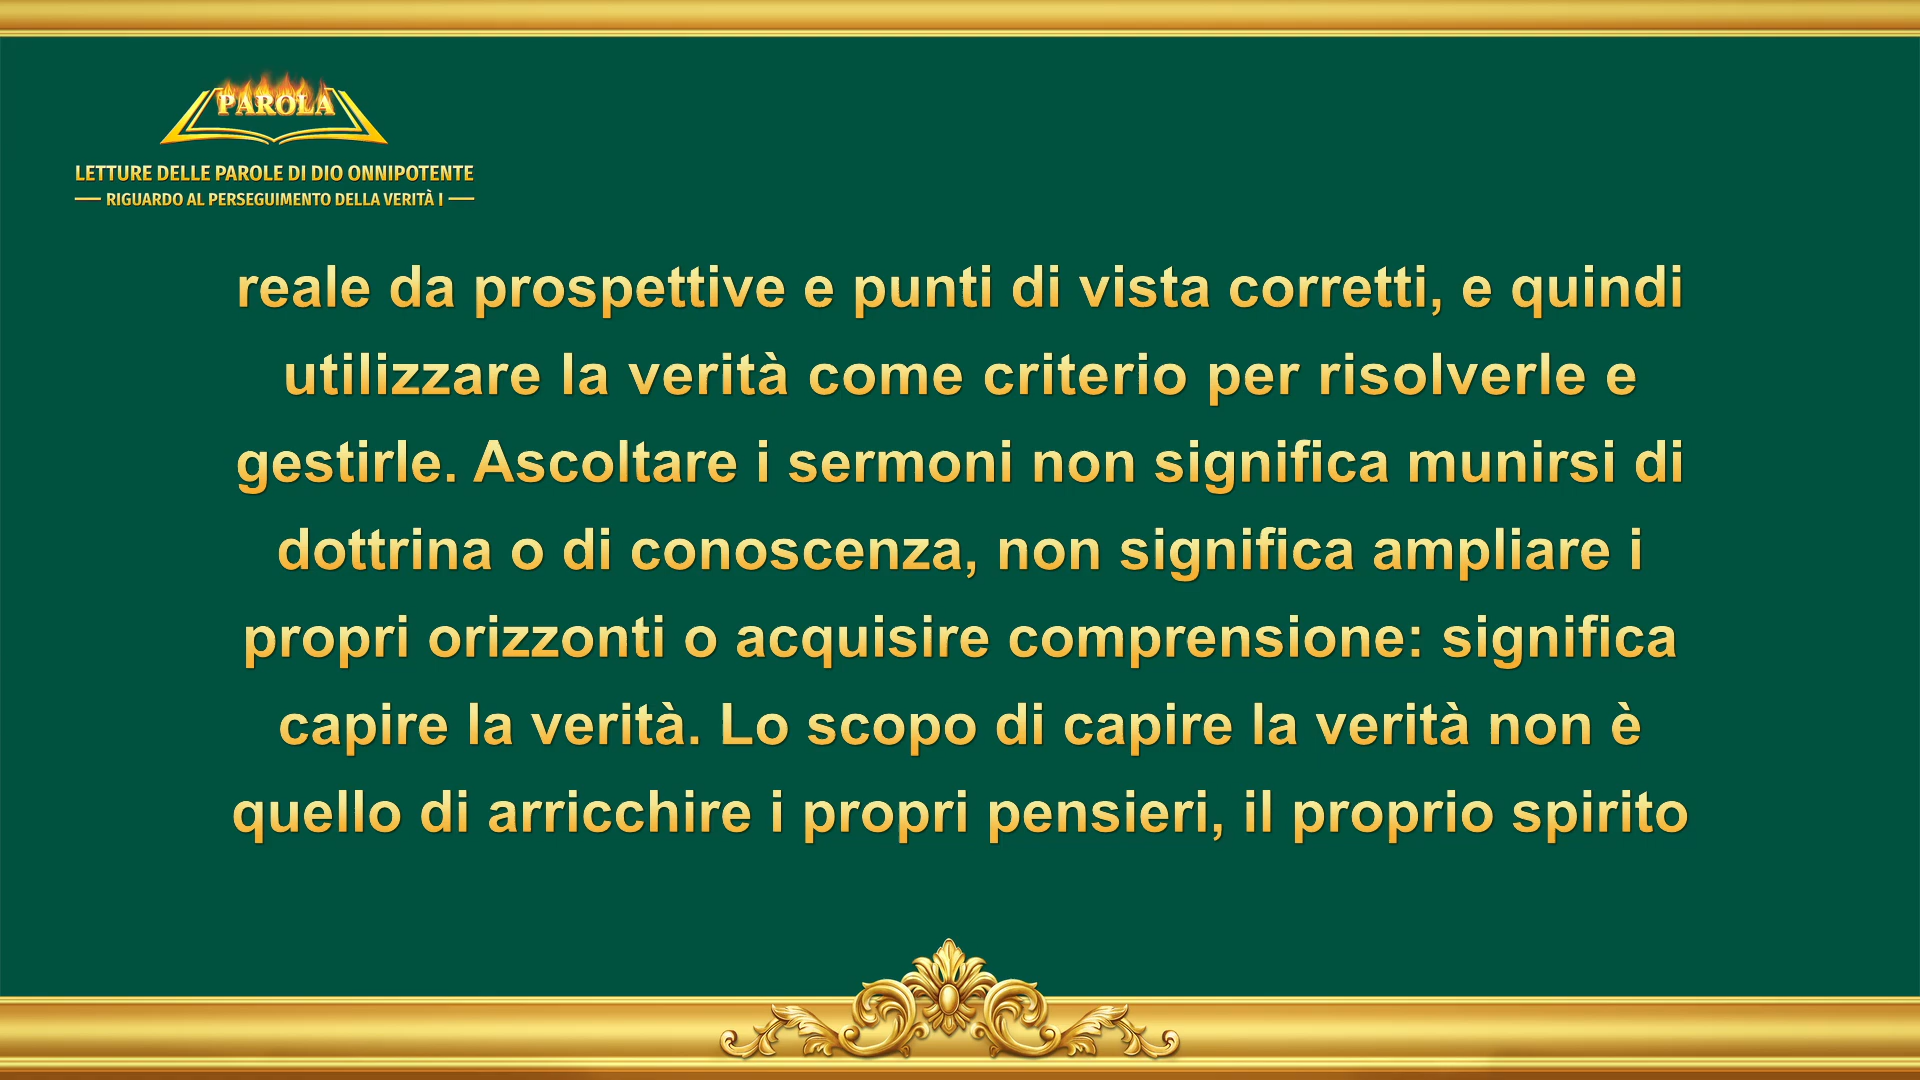 PAROLA
LETTURE DELLE PAROLE DI DIO ONNIPOTENTE
RIGUARDO AL PERSEGUIMENTO DELLA VERITÀ I
reale da prospettive e punti di vista corretti, e quindi
utilizzare la verità come criterio per risolverle e
gestirle. Ascoltare i sermoni non significa munirsi di
dottrina o di conoscenza, non significa ampliare i
propri orizzonti o acquisire comprensione: significa
capire la verità. Lo scopo di capire la verità non è
quello di arricchire i propri pensieri, il proprio spirito